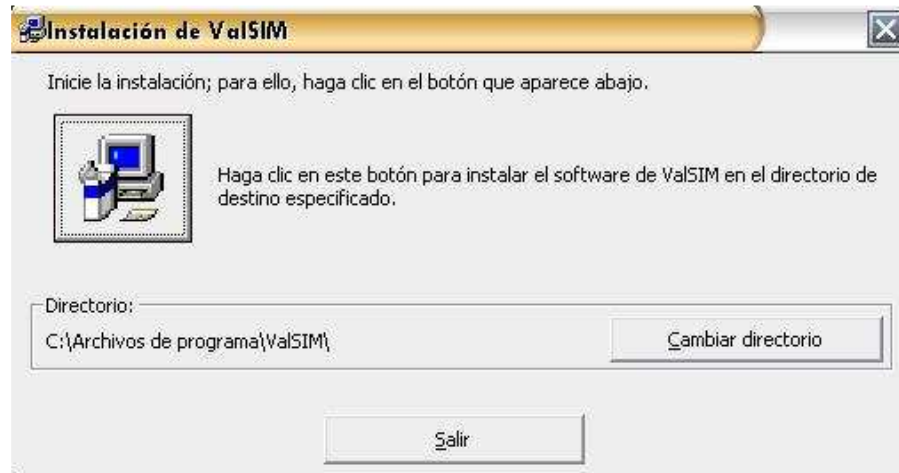 Instalación de ValSIM
Inicie la instalación; para ello, haga clic en el botón que aparece abajo.
Haga clic en este botón para instalar el software de ValSIM en el directorio de
destino especificado.
Directorio:
C:\Archivos de programa\ValSIM\
Cambiar directorio
Salir